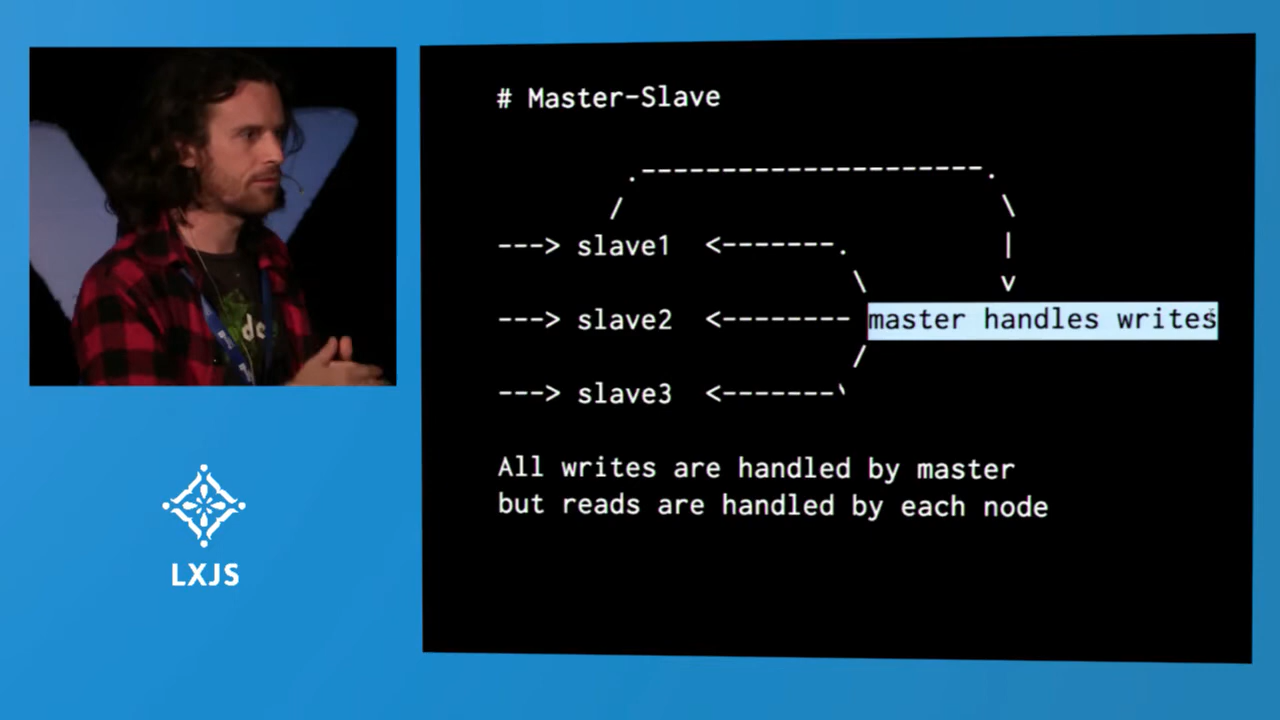 # Master-Slave
.----------------------.
/ \
---> slave1 <-------. |
\ v
---> slave2 <-------- master handles writes
/
---> slave3 <-------`
All writes are handled by master
but reads are handled by each node
de
LXJS